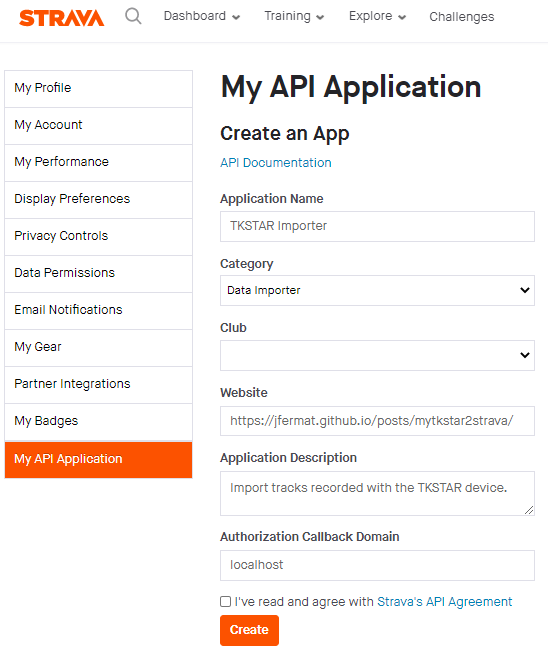 STRAVA Dashboard Training Explore Challenges
My Profile
My Account
My Performance
Display Preferences
Privacy Controls
Data Permissions
Email Notifications
My Gear
Partner Integrations
My Badges
My API Application
My API Application
Create an App
API Documentation
Application Name
TKSTAR Importer
Category
Data Importer
Club
Website
https://jfermat.github.io/posts/mytkstar2strava/
Application Description
Import tracks recorded with the TKSTAR device.
Authorization Callback Domain
localhost
I've read and agree with Strava's API Agreement
Create